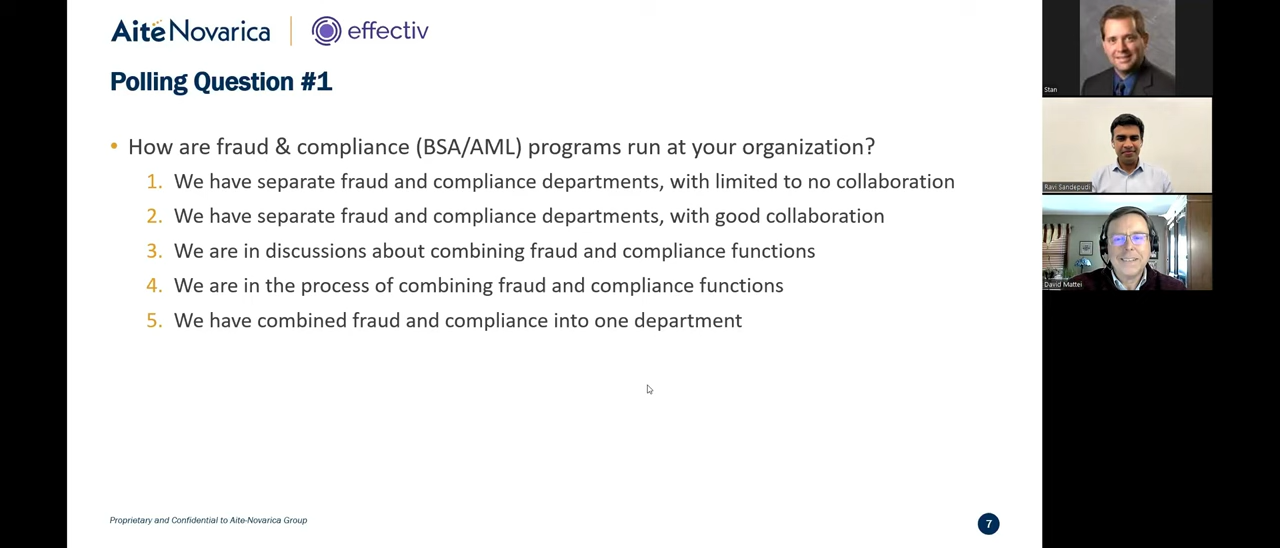 Aitë Novarica
effectiv
Polling Question #1
• How are fraud & compliance (BSA/AML) programs run at your organization?
1. We have separate fraud and compliance departments, with limited to no collaboration
2. We have separate fraud and compliance departments, with good collaboration
3. We are in discussions about combining fraud and compliance functions
4. We are in the process of combining fraud and compliance functions
5. We have combined fraud and compliance into one department
Proprietary and Confidential to Aite-Novarica Group
7
Stan
Ravi Sandepudi
David Mattei